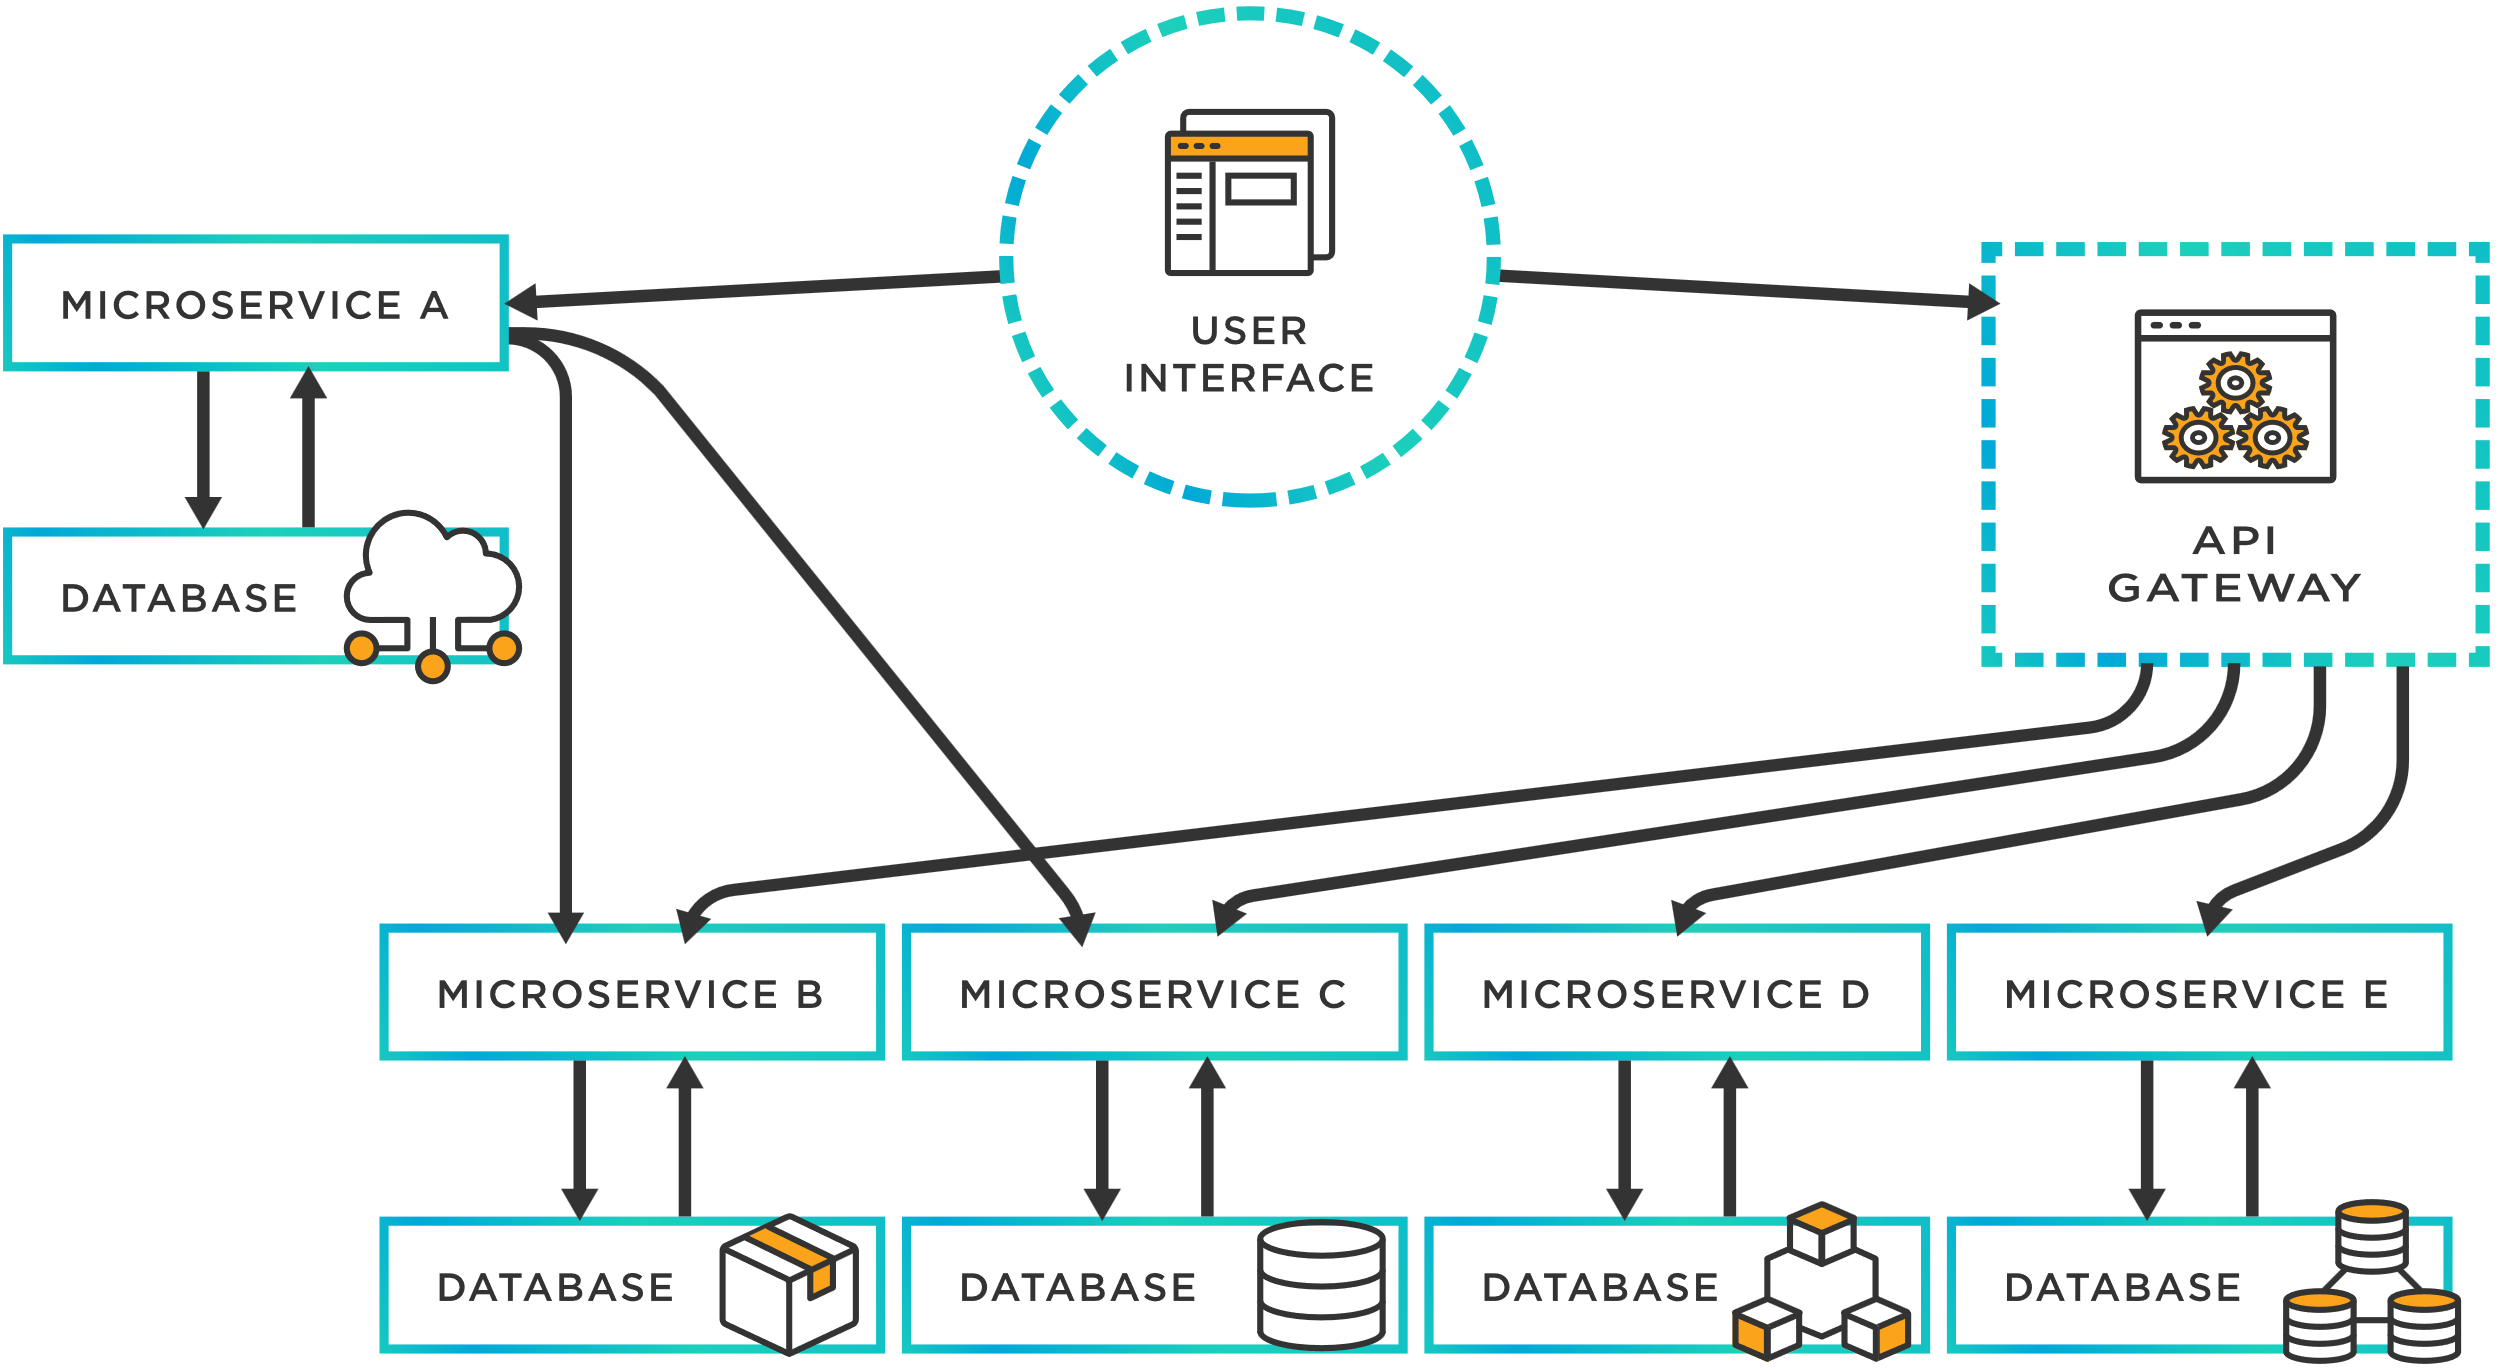 USER
INTERFACE
MICROSERVICE A
API
GATEWAY
DATABASE
MICROSERVICE B
MICROSERVICE C
MICROSERVICE D
MICROSERVICE E
DATABASE
DATABASE
DATABASE
DATABASE